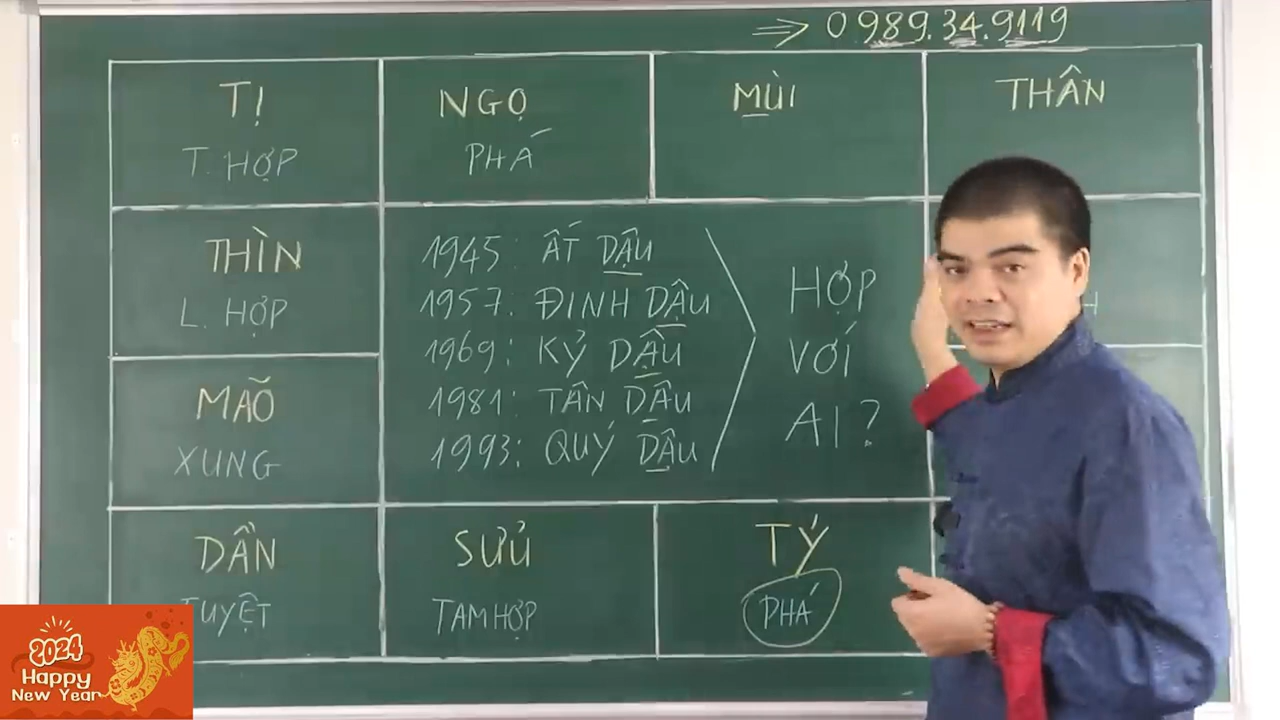 ⇒ 0989.34.9119
TỊ
T. HỢP
NGỌ
PHÁ
MÙI
THÂN
THÌN
L. HỢP
1945: ẤT DẬU
1957: ĐINH DẬU
1969: KỶ DẬU
1981: TÂN DẬU
1993: QUÝ DẬU
HỢP
VỚI
AI?
H
MÃO
XUNG
DẦN
TUYỆT
SỬU
TAM HỢP
TÝ
PHÁ
2024
Happy
New Year